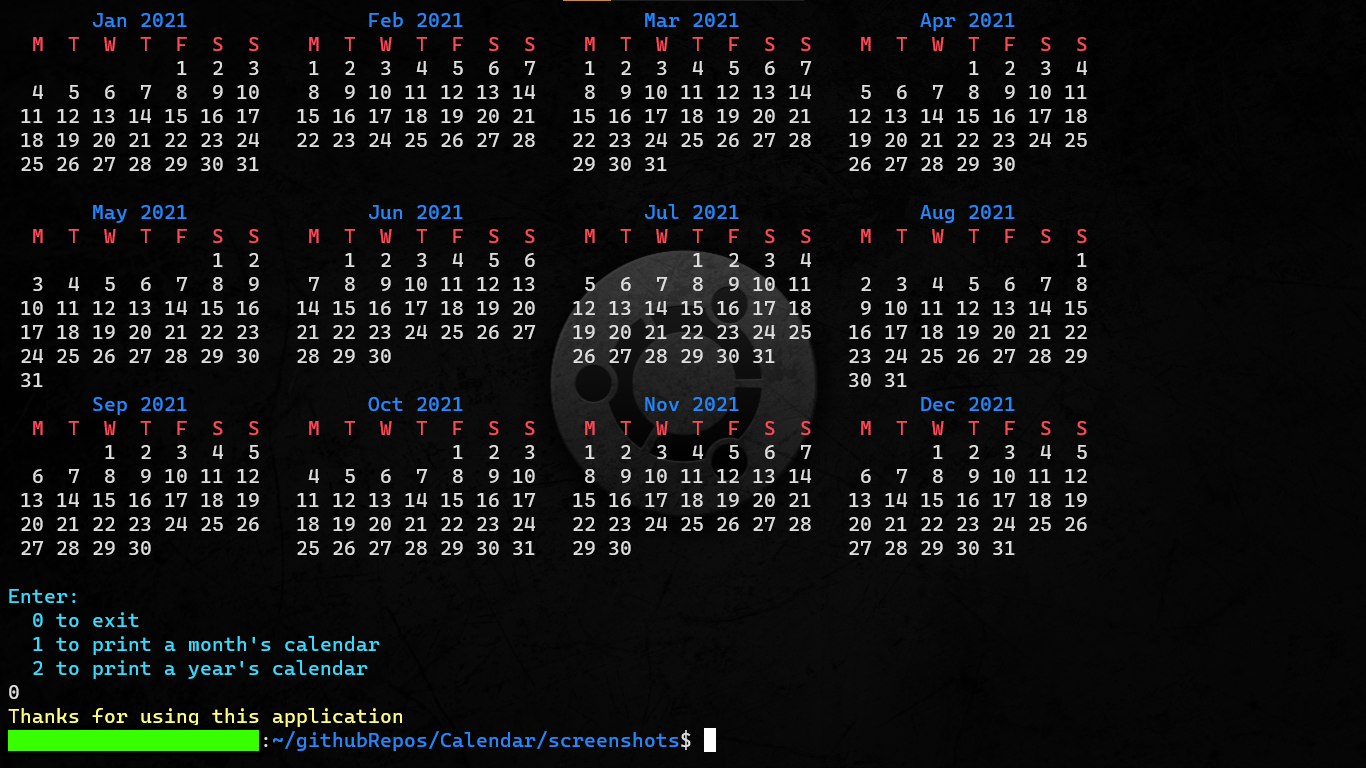 Jan 2021               Feb 2021               Mar 2021               Apr 2021
  M  T  W  T  F  S  S    M  T  W  T  F  S  S    M  T  W  T  F  S  S    M  T  W  T  F  S  S
              1  2  3    1  2  3  4  5  6  7    1  2  3  4  5  6  7             1  2  3  4
  4  5  6  7  8  9 10    8  9 10 11 12 13 14    8  9 10 11 12 13 14    5  6  7  8  9 10 11
 11 12 13 14 15 16 17   15 16 17 18 19 20 21   15 16 17 18 19 20 21   12 13 14 15 16 17 18
 18 19 20 21 22 23 24   22 23 24 25 26 27 28   22 23 24 25 26 27 28   19 20 21 22 23 24 25
 25 26 27 28 29 30 31                          29 30 31               26 27 28 29 30
       May 2021               Jun 2021               Jul 2021               Aug 2021
  M  T  W  T  F  S  S    M  T  W  T  F  S  S    M  T  W  T  F  S  S    M  T  W  T  F  S  S
                 1  2       1  2  3  4  5  6             1  2  3  4                      1
  3  4  5  6  7  8  9    7  8  9 10 11 12 13    5  6  7  8  9 10 11    2  3  4  5  6  7  8
 10 11 12 13 14 15 16   14 15 16 17 18 19 20   12 13 14 15 16 17 18    9 10 11 12 13 14 15
 17 18 19 20 21 22 23   21 22 23 24 25 26 27   19 20 21 22 23 24 25   16 17 18 19 20 21 22
 24 25 26 27 28 29 30   28 29 30               26 27 28 29 30 31      23 24 25 26 27 28 29
 31                                                                   30 31
       Sep 2021               Oct 2021               Nov 2021               Dec 2021
  M  T  W  T  F  S  S    M  T  W  T  F  S  S    M  T  W  T  F  S  S    M  T  W  T  F  S  S
        1  2  3  4  5                1  2  3    1  2  3  4  5  6  7          1  2  3  4  5
  6  7  8  9 10 11 12    4  5  6  7  8  9 10    8  9 10 11 12 13 14    6  7  8  9 10 11 12
 13 14 15 16 17 18 19   11 12 13 14 15 16 17   15 16 17 18 19 20 21   13 14 15 16 17 18 19
 20 21 22 23 24 25 26   18 19 20 21 22 23 24   22 23 24 25 26 27 28   20 21 22 23 24 25 26
 27 28 29 30            25 26 27 28 29 30 31   29 30                  27 28 29 30 31
Enter:
  0 to exit
  1 to print a month's calendar
  2 to print a year's calendar
0
Thanks for using this application
:~/githubRepos/Calendar/screenshots$